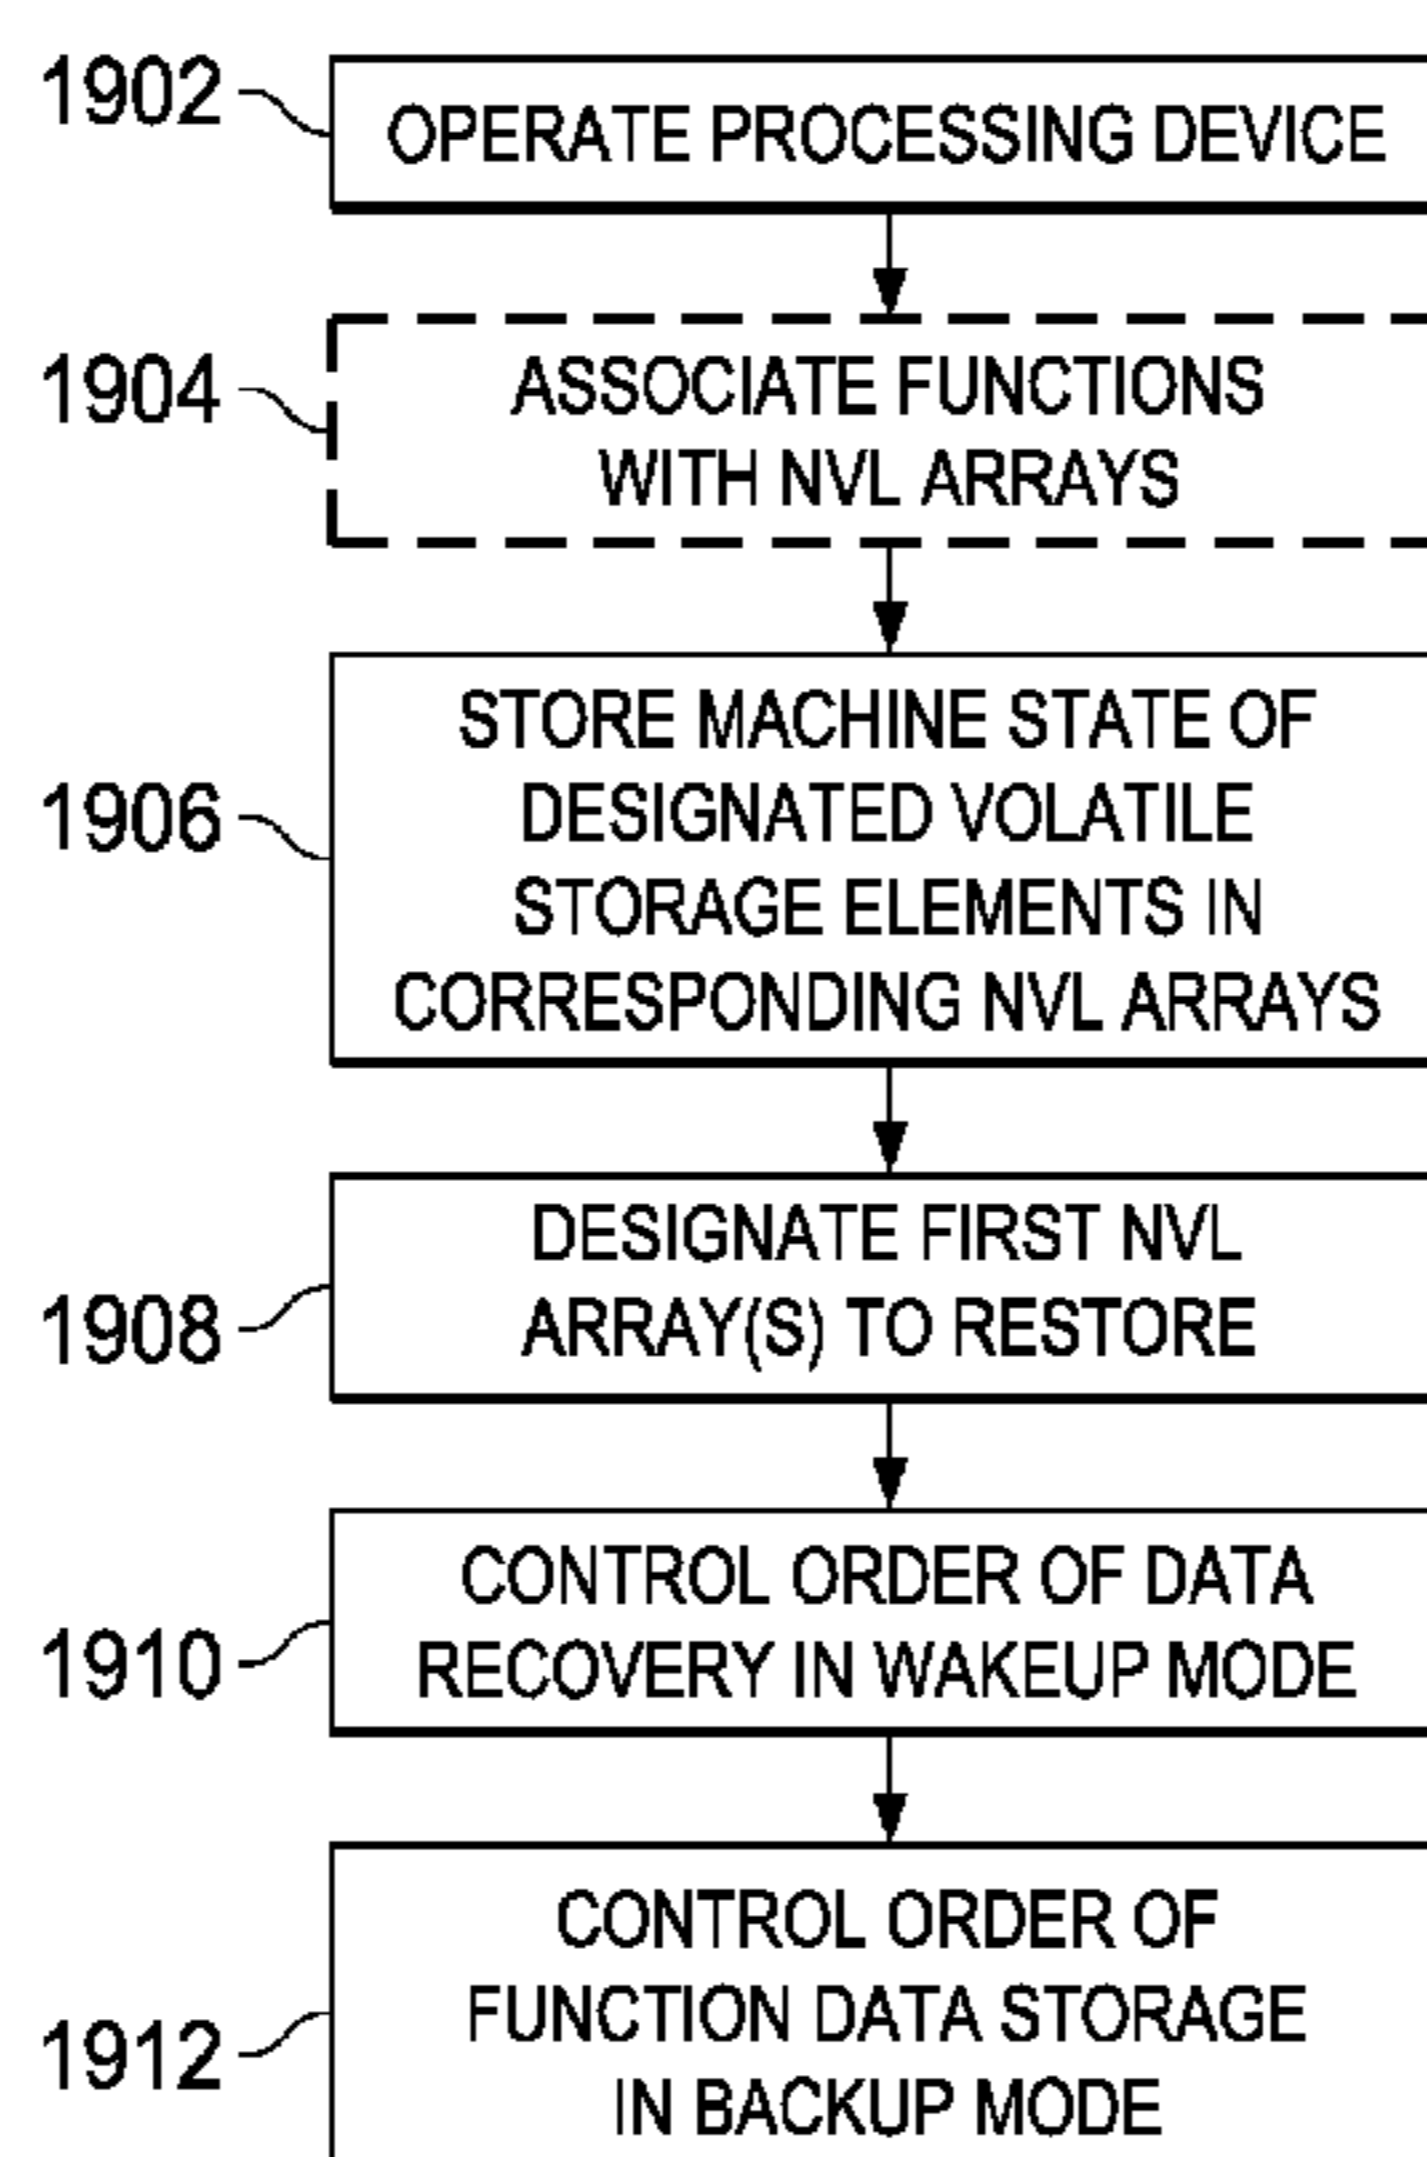 1902
OPERATE PROCESSING DEVICE
1904
ASSOCIATE FUNCTIONS
WITH NVL ARRAYS
1906
STORE MACHINE STATE OF
DESIGNATED VOLATILE
STORAGE ELEMENTS IN
CORRESPONDING NVL ARRAYS
1908
DESIGNATE FIRST NVL
ARRAY(S) TO RESTORE
1910
CONTROL ORDER OF DATA
RECOVERY IN WAKEUP MODE
1912
CONTROL ORDER OF
FUNCTION DATA STORAGE
IN BACKUP MODE